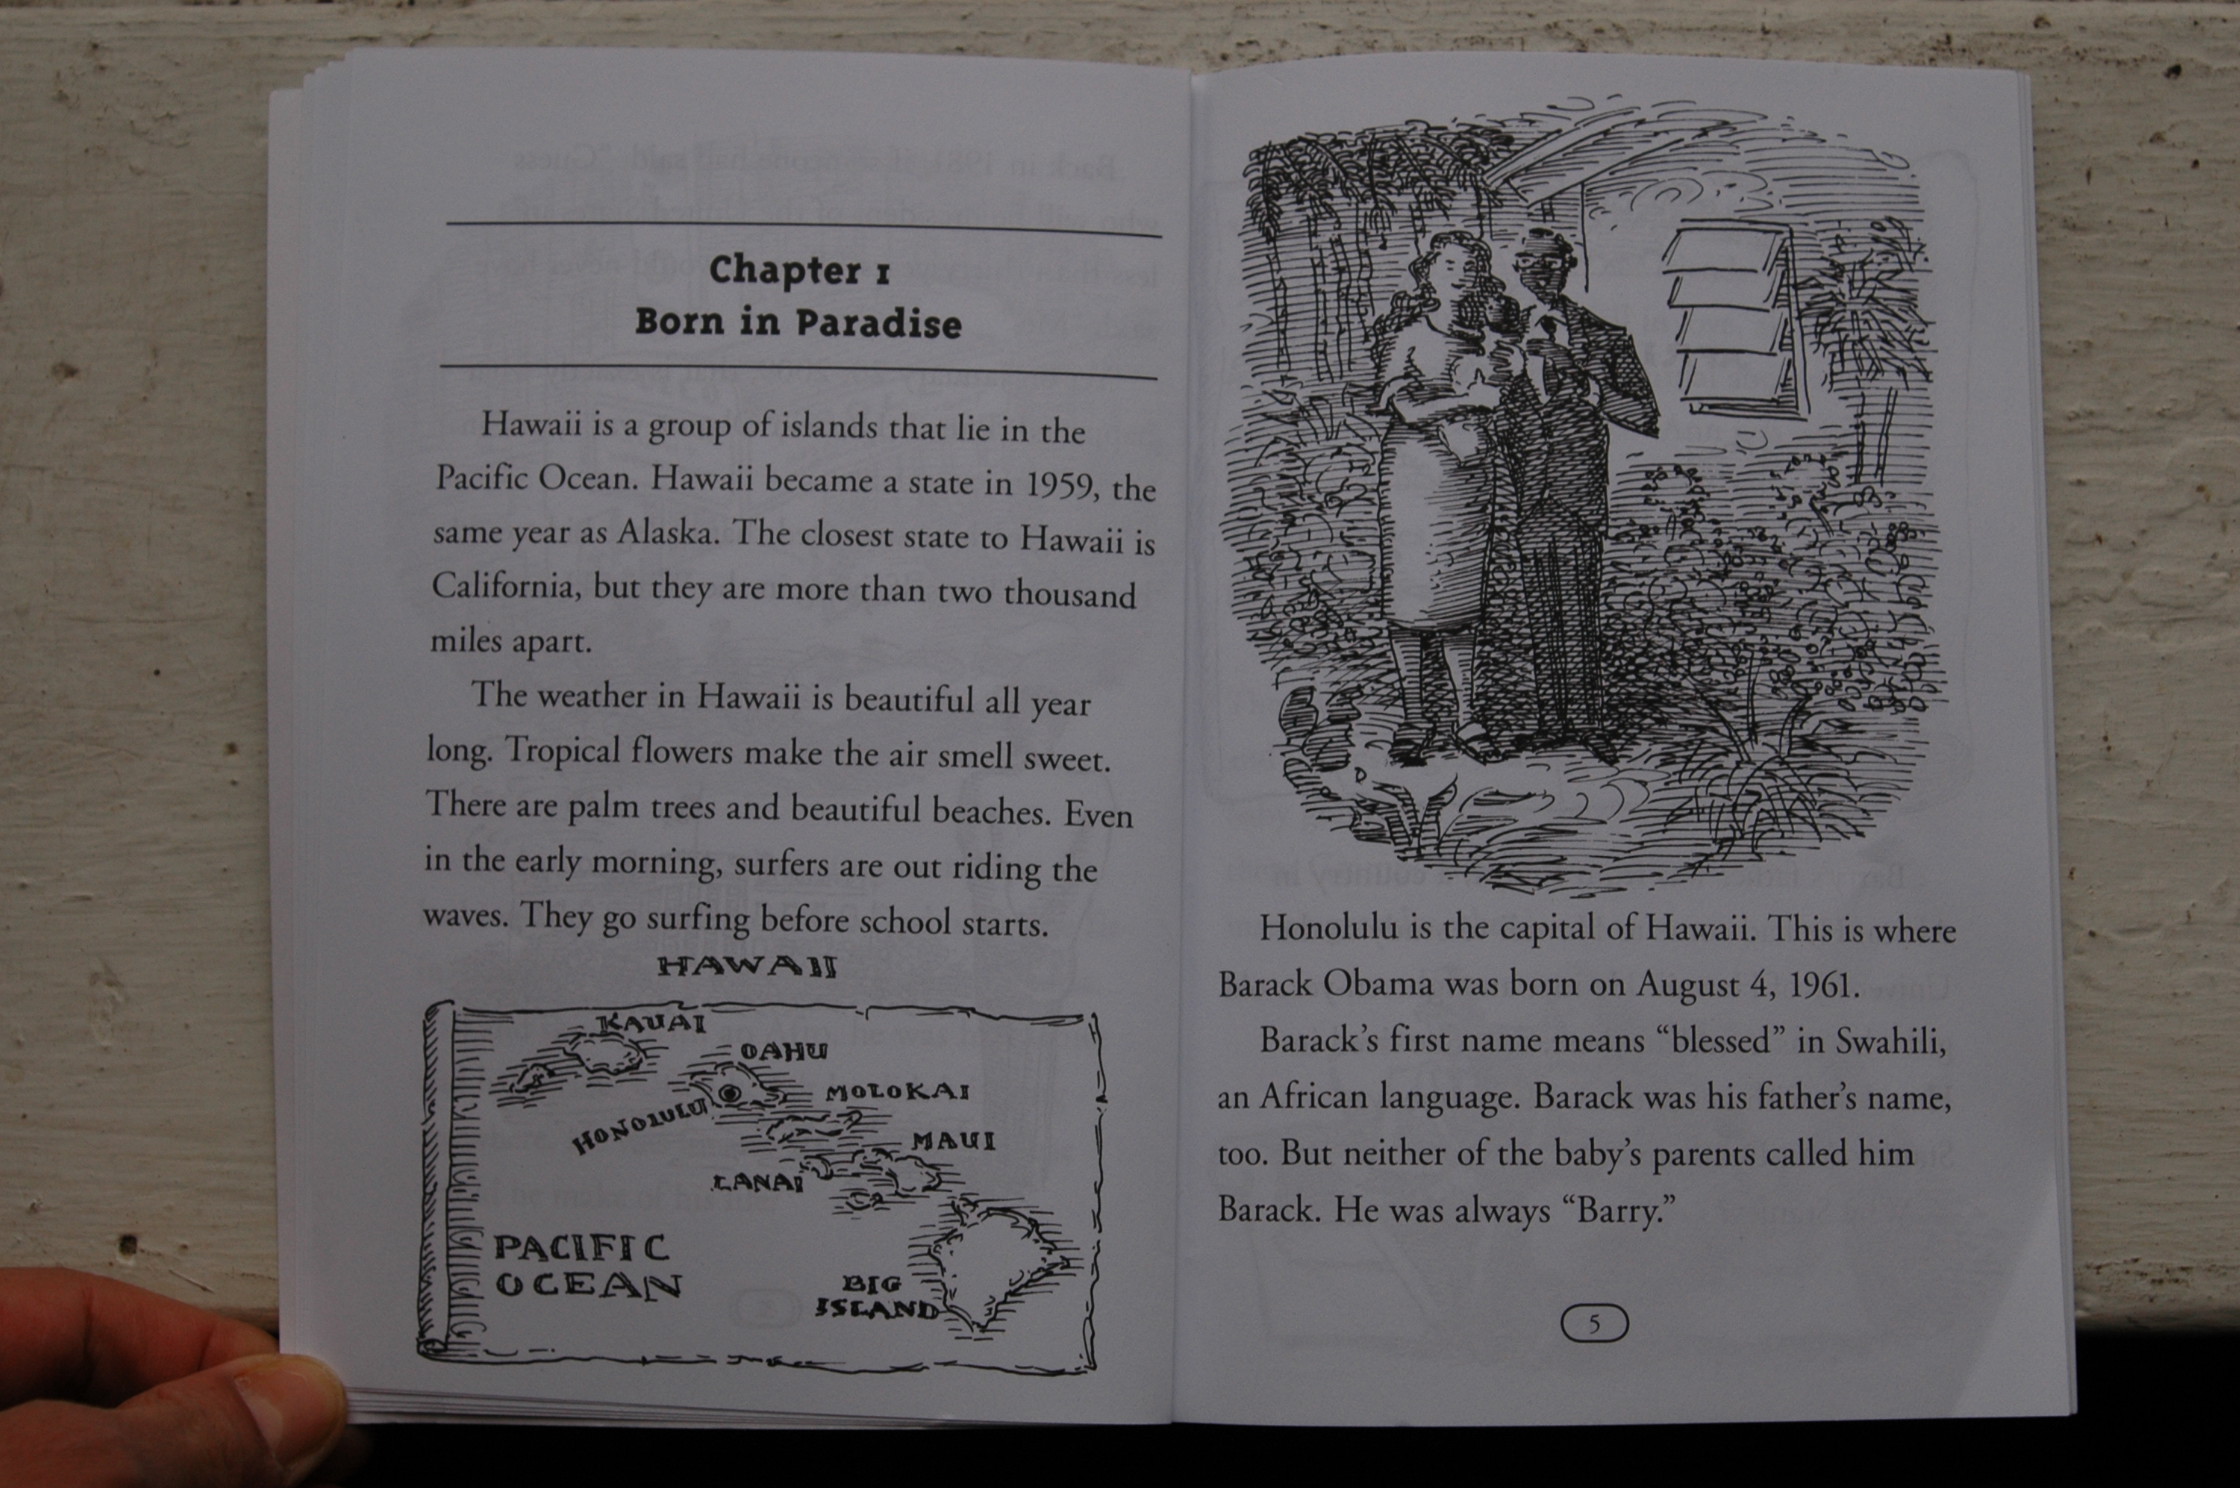 Chapter 1
Born in Paradise
Hawaii is a group of islands that lie in the
Pacific Ocean. Hawaii became a state in 1959, the
same year as Alaska. The closest state to Hawaii is
California, but they are more than two thousand
miles apart.
The weather in Hawaii is beautiful all year
long. Tropical flowers make the air smell sweet.
There are palm trees and beautiful beaches. Even
in the early morning, surfers are out riding the
waves. They go surfing before school starts.
HAWAII
KAUAI
OAHU
MOLOKAI
HONOLULU
MAUI
LANAI
PACIFIC
OCEAN
BIG
ISLAND
Honolulu is the capital of Hawaii. This is where
Barack Obama was born on August 4, 1961.
Barack's first name means “blessed” in Swahili,
an African language. Barack was his father's name,
too. But neither of the baby's parents called him
Barack. He was always “Barry.”
5